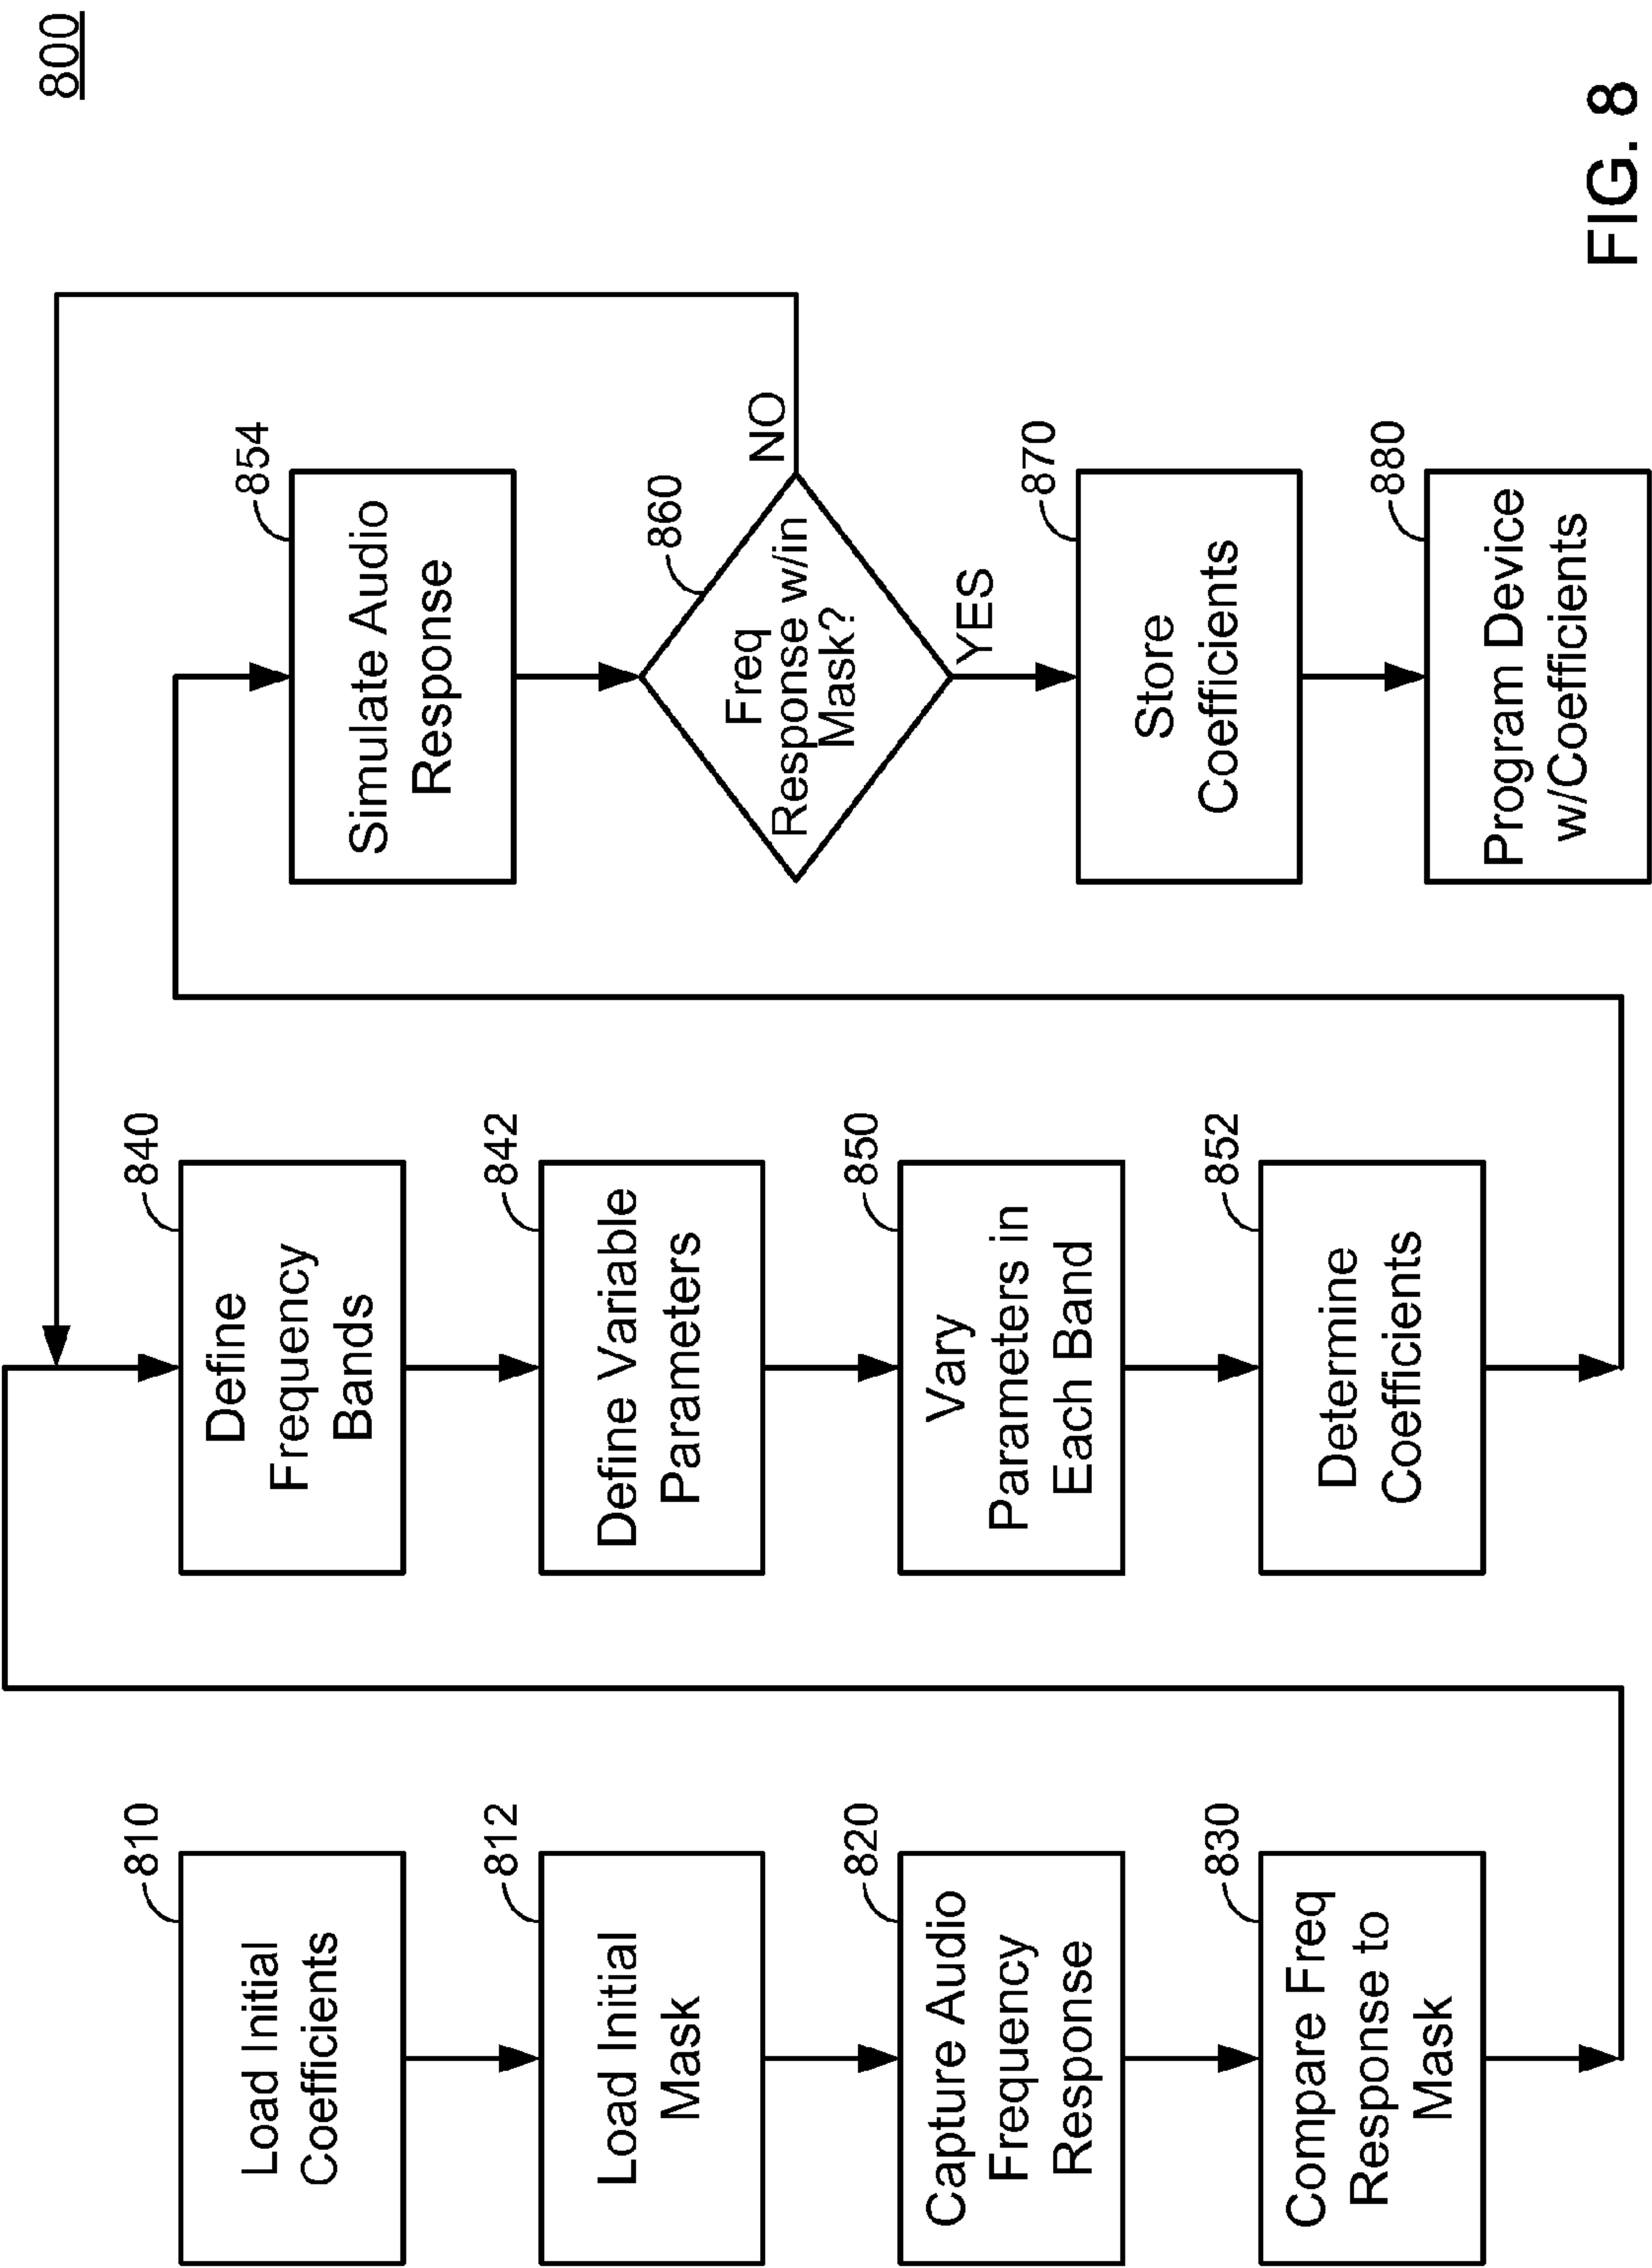 800
810
Load Initial
Coefficients
812
Load Initial
Mask
820
Capture Audio
Frequency
Response
830
Compare Freq
Response to
Mask
840
Define
Frequency
Bands
842
Define Variable
Parameters
850
Vary
Parameters in
Each Band
852
Determine
Coefficients
854
Simulate Audio
Response
860
Freq
Response w/in
Mask?
NO
YES
870
Store
Coefficients
880
Program Device
w/Coefficients
FIG. 8